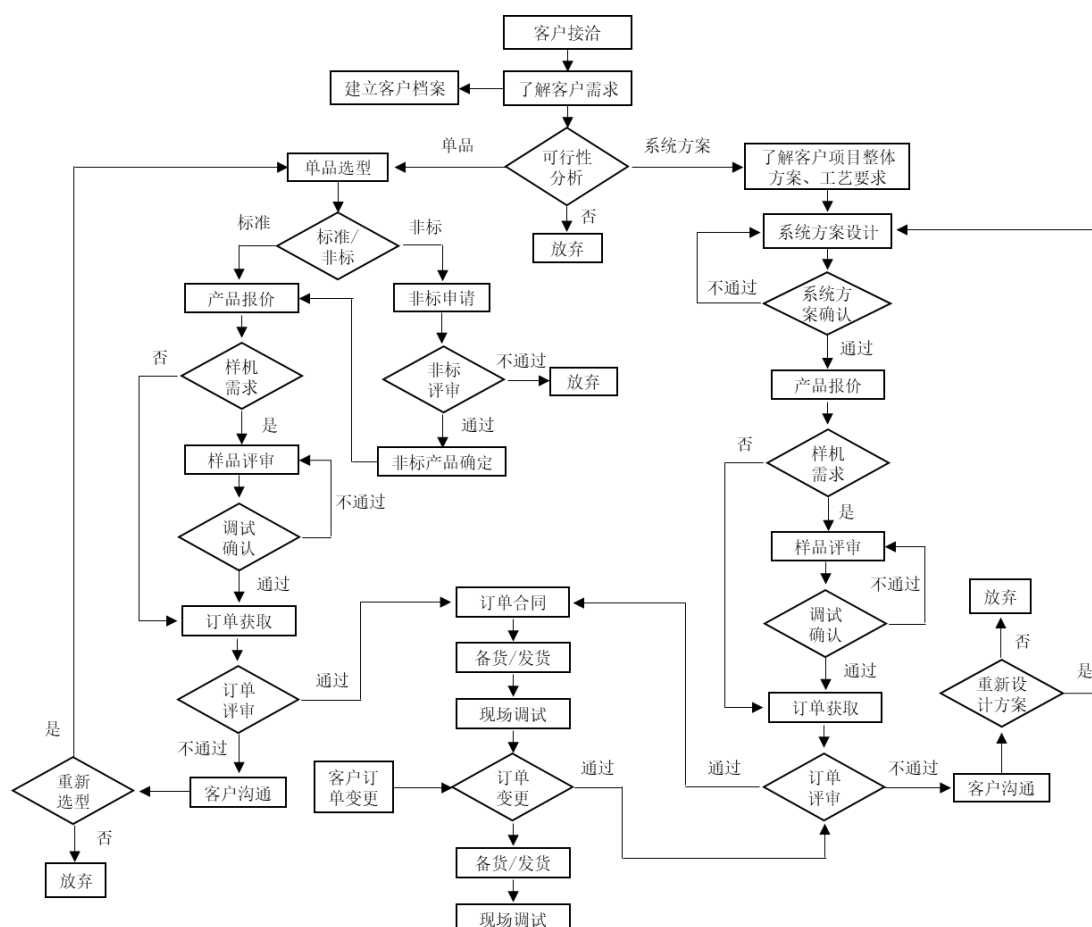 客户接洽
建立客户档案
了解客户需求
单品
可行性
分析
系统方案
单品选型
了解客户项目整体
方案、工艺要求
否
放弃
标准
标准/
非标
非标
系统方案设计
产品报价
非标申请
不通过
系统方
案确认
通过
否
样机
需求
非标
评审
不通过
放弃
产品报价
是
通过
样品评审
非标产品确定
否
样机
需求
不通过
是
调试
确认
样品评审
通过
不通过
订单获取
订单合同
调试
确认
放弃
备货/发货
通过
否
订单
评审
通过
现场调试
订单获取
重新设
计方案
是
是
不通过
重新
选型
客户沟通
客户订
单变更
订单
变更
通过
通过
订单
评审
不通过
客户沟通
否
放弃
备货/发货
现场调试